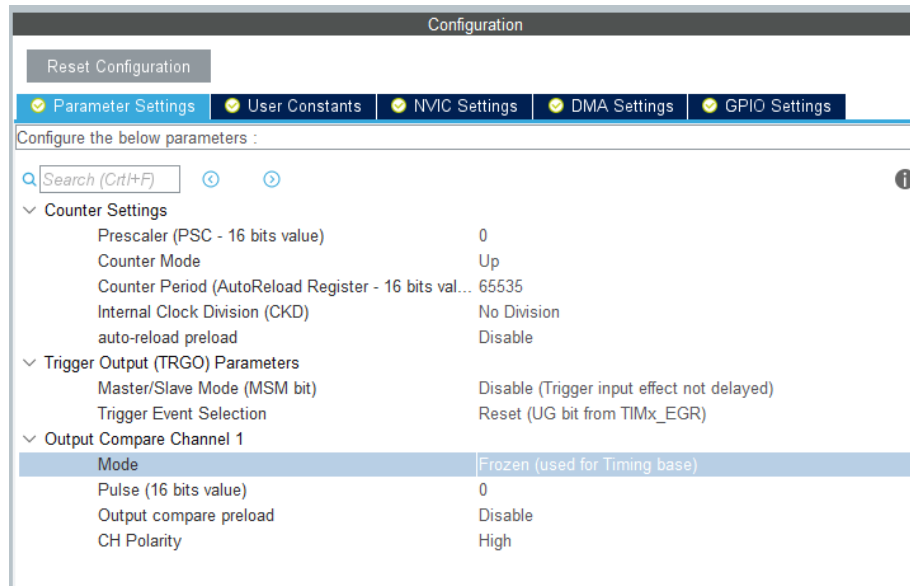 Configuration
Reset Configuration
Parameter Settings User Constants NVIC Settings DMA Settings GPIO Settings
Configure the below parameters :
Search (Crtl+F)
Counter Settings
Prescaler (PSC - 16 bits value) 0
Counter Mode Up
Counter Period (AutoReload Register - 16 bits val... 65535
Internal Clock Division (CKD) No Division
auto-reload preload Disable
Trigger Output (TRGO) Parameters
Master/Slave Mode (MSM bit) Disable (Trigger input effect not delayed)
Trigger Event Selection Reset (UG bit from TIMx_EGR)
Output Compare Channel 1
Mode Frozen (used for Timing base)
Pulse (16 bits value) 0
Output compare preload Disable
CH Polarity High